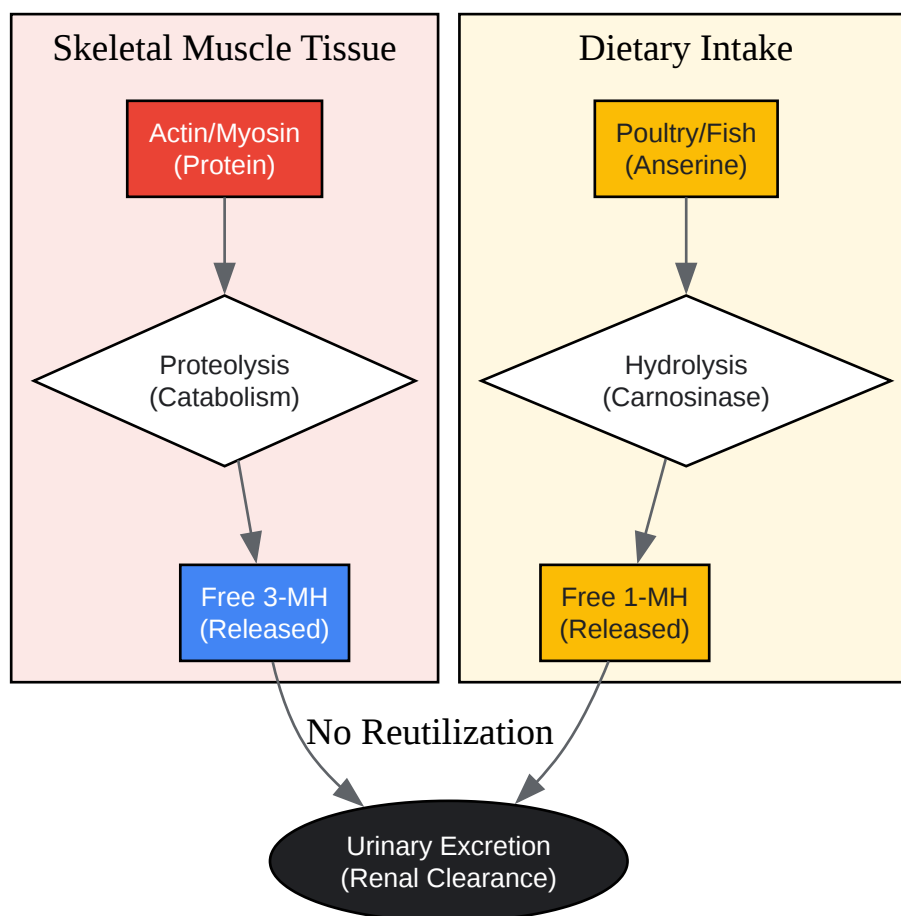 Skeletal Muscle Tissue
Actin/Myosin
(Protein)
Proteolysis
(Catabolism)
Free 3-MH
(Released)
Dietary Intake
Poultry/Fish
(Anserine)
Hydrolysis
(Carnosinase)
Free 1-MH
(Released)
No Reutilization
Urinary Excretion
(Renal Clearance)